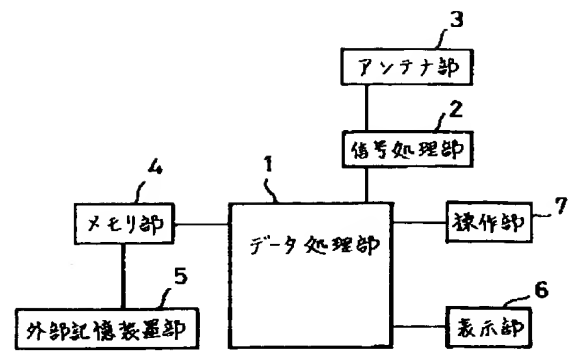 3
アンテナ部
2
信号処理部
1
4
メモリ部
データ処理部
操作部
7
5
外部記憶装置部
6
表示部